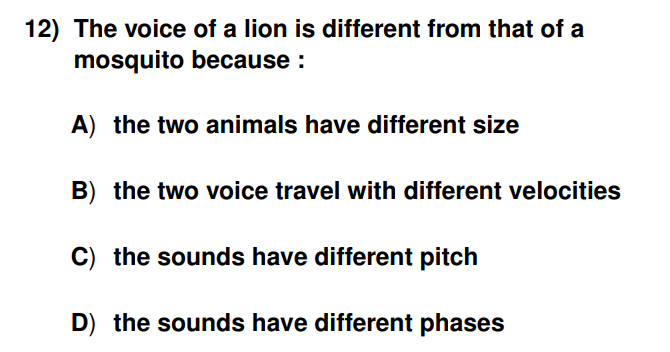 12) The voice of a lion is different from that of a
mosquito because :
A) the two animals have different size
B) the two voice travel with different velocities
C) the sounds have different pitch
D) the sounds have different phases